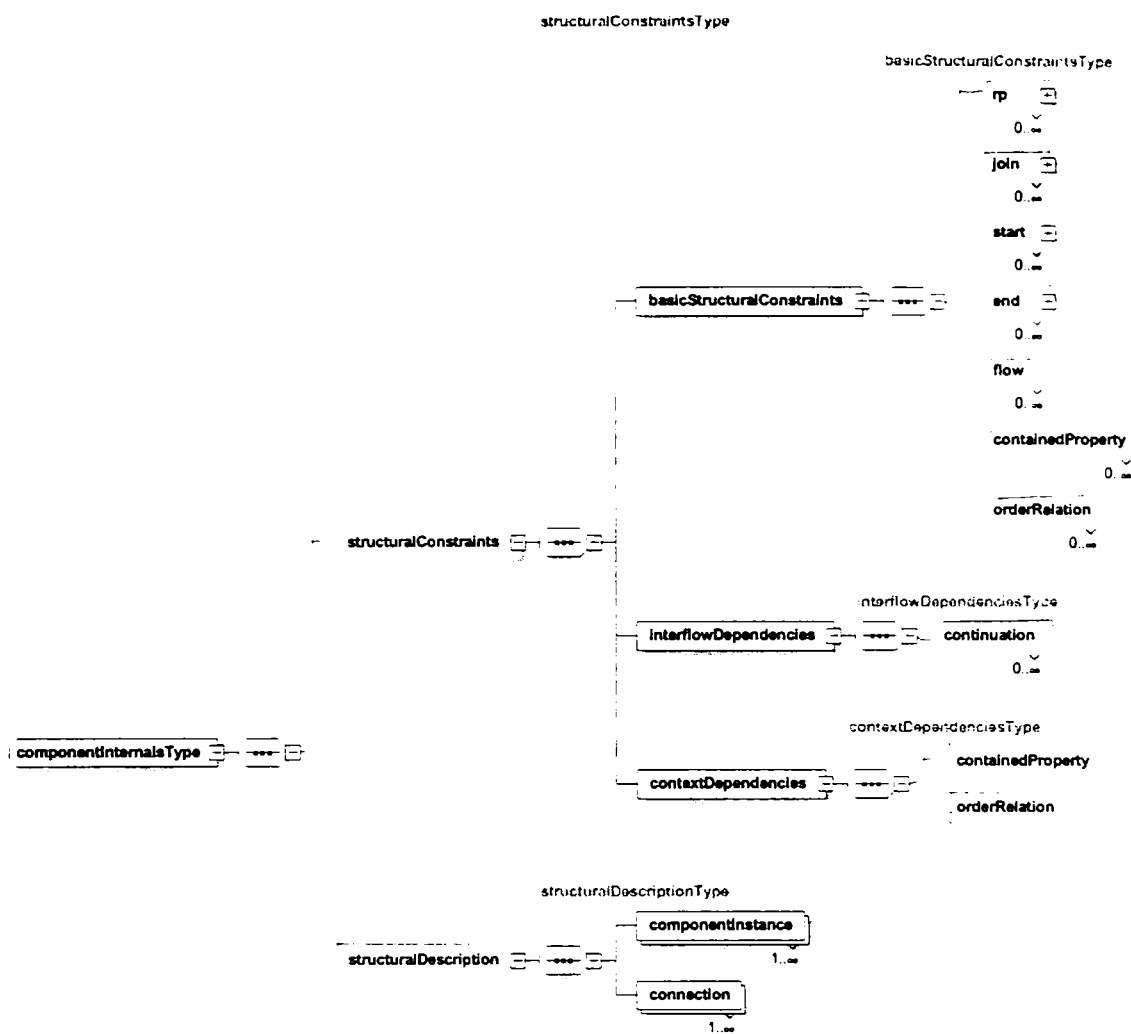 structuralConstraintsType
basicStructuralConstraintsType
rp
0..∞
join
0..∞
start
0..∞
basicStructuralConstraints
end
0..∞
flow
0..∞
containedProperty
0..∞
orderRelation
0..∞
structuralConstraints
interflowDependenciesType
interflowDependencies
continuation
0..∞
contextDependenciesType
componentInternalsType
containedProperty
contextDependencies
orderRelation
structuralDescriptionType
componentInstance
1..∞
structuralDescription
connection
1..∞